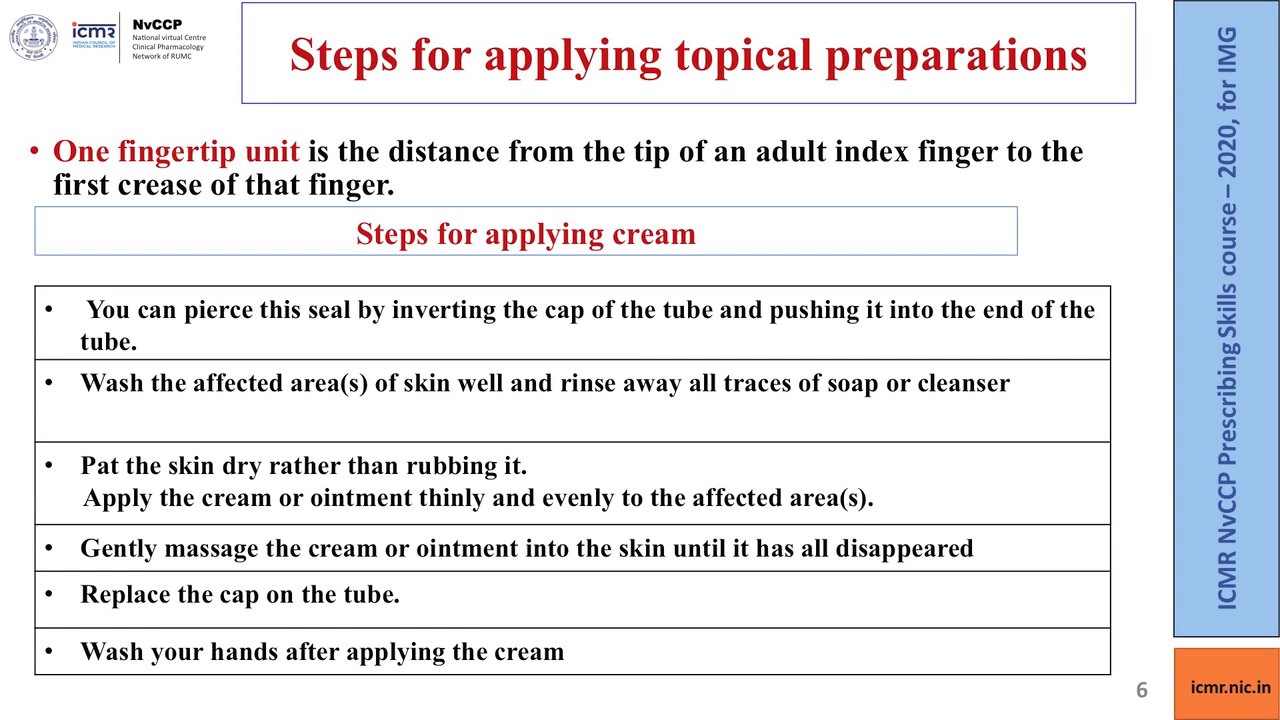 icmr
INDIAN COUNCIL OF
MEDICAL RESEARCH
NvCCP
National virtual Centre
Clinical Pharmacology
Network of RUMC
Steps for applying topical preparations
• One fingertip unit is the distance from the tip of an adult index finger to the
first crease of that finger.
Steps for applying cream
• You can pierce this seal by inverting the cap of the tube and pushing it into the end of the
tube.
• Wash the affected area(s) of skin well and rinse away all traces of soap or cleanser
• Pat the skin dry rather than rubbing it.
Apply the cream or ointment thinly and evenly to the affected area(s).
• Gently massage the cream or ointment into the skin until it has all disappeared
• Replace the cap on the tube.
• Wash your hands after applying the cream
6
ICMR NvCCP Prescribing Skills course – 2020, for IMG
icmr.nic.in